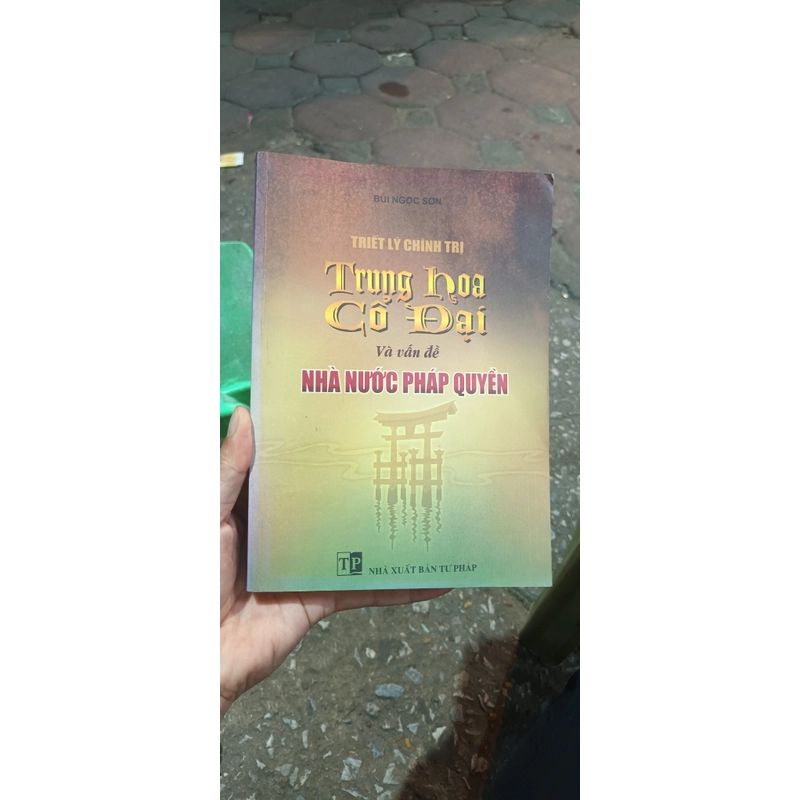 BÙI NGỌC SƠN
TRIẾT LÝ CHÍNH TRỊ
Trung Hoa
Cổ Đại
Và vấn đề
NHÀ NƯỚC PHÁP QUYỀN
TP
NHÀ XUẤT BẢN TƯ PHÁP